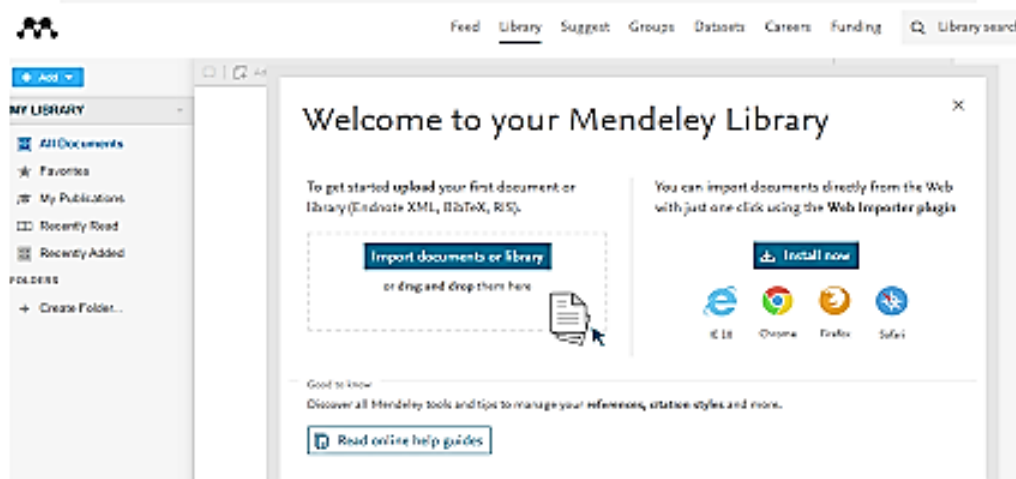 Feed Library Suggest Groups Datasets Careers Funding Library search
Add
MY LIBRARY
All Documents
Favorites
My Publications
Recently Read
Recently Added
FOLDERS
Create Folder...
Welcome to your Mendeley Library
To get started upload your first document or
library (Endnote XML, BibTeX, RIS).
Import documents or library
or drag and drop them here
You can import documents directly from the Web
with just one click using the Web Importer plugin
Install now
IE 10 Chrome Firefox Safari
Good to know
Discover all Mendeley tools and tips to manage your references, citation styles and more.
Read online help guides